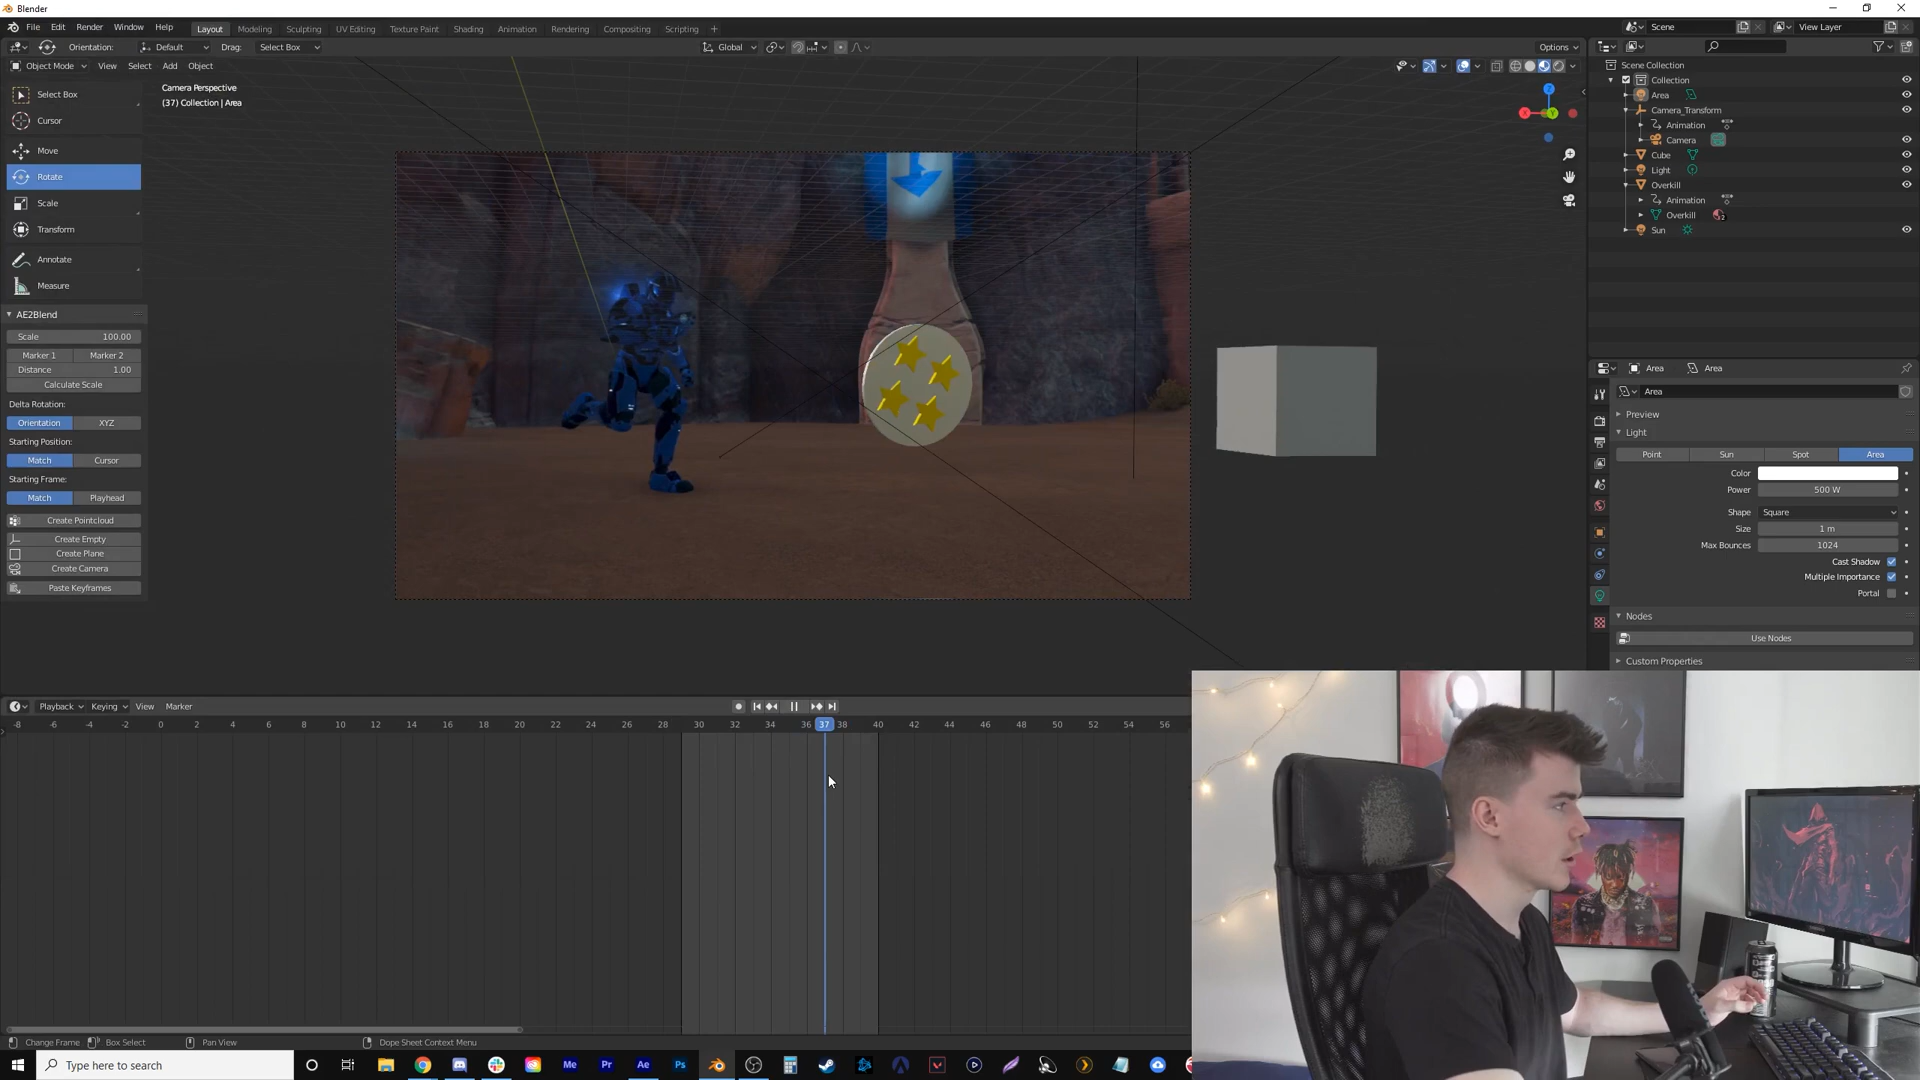 Blender
File Edit Render Window Help
Layout Modeling Sculpting UV Editing Texture Paint Shading Animation Rendering Compositing Scripting +
Scene
View Layer
Orientation: Default Drag: Select Box
Global
Options
Object Mode View Select Add Object
Select Box
Cursor
Move
Rotate
Scale
Transform
Annotate
Measure
AE2Blend
Scale 100.00
Marker 1 Marker 2
Distance 1.00
Calculate Scale
Delta Rotation:
Orientation XYZ
Starting Position:
Match Cursor
Starting Frame:
Match Playhead
Create Pointcloud
Create Empty
Create Plane
Create Camera
Paste Keyframes
Camera Perspective
(37) Collection | Area
Z
X
Y
Scene Collection
Collection
Area
Camera_Transform
Animation
Camera
Cube
Light
Overkill
Animation
Overkill
2
Sun
Area Area
Area
Preview
Light
Point Sun Spot Area
Color
Power 500 W
Shape Square
Size 1 m
Max Bounces 1024
Cast Shadow
Multiple Importance
Portal
Nodes
Use Nodes
Custom Properties
Playback Keying View Marker
-8 -6 -4 -2 0 2 4 6 8 10 12 14 16 18 20 22 24 26 28 30 32 34 36 37 38 40 42 44 46 48 50 52 54 56
Change Frame Box Select Pan View Dope Sheet Context Menu
Type here to search
Me Pr Ae Ps